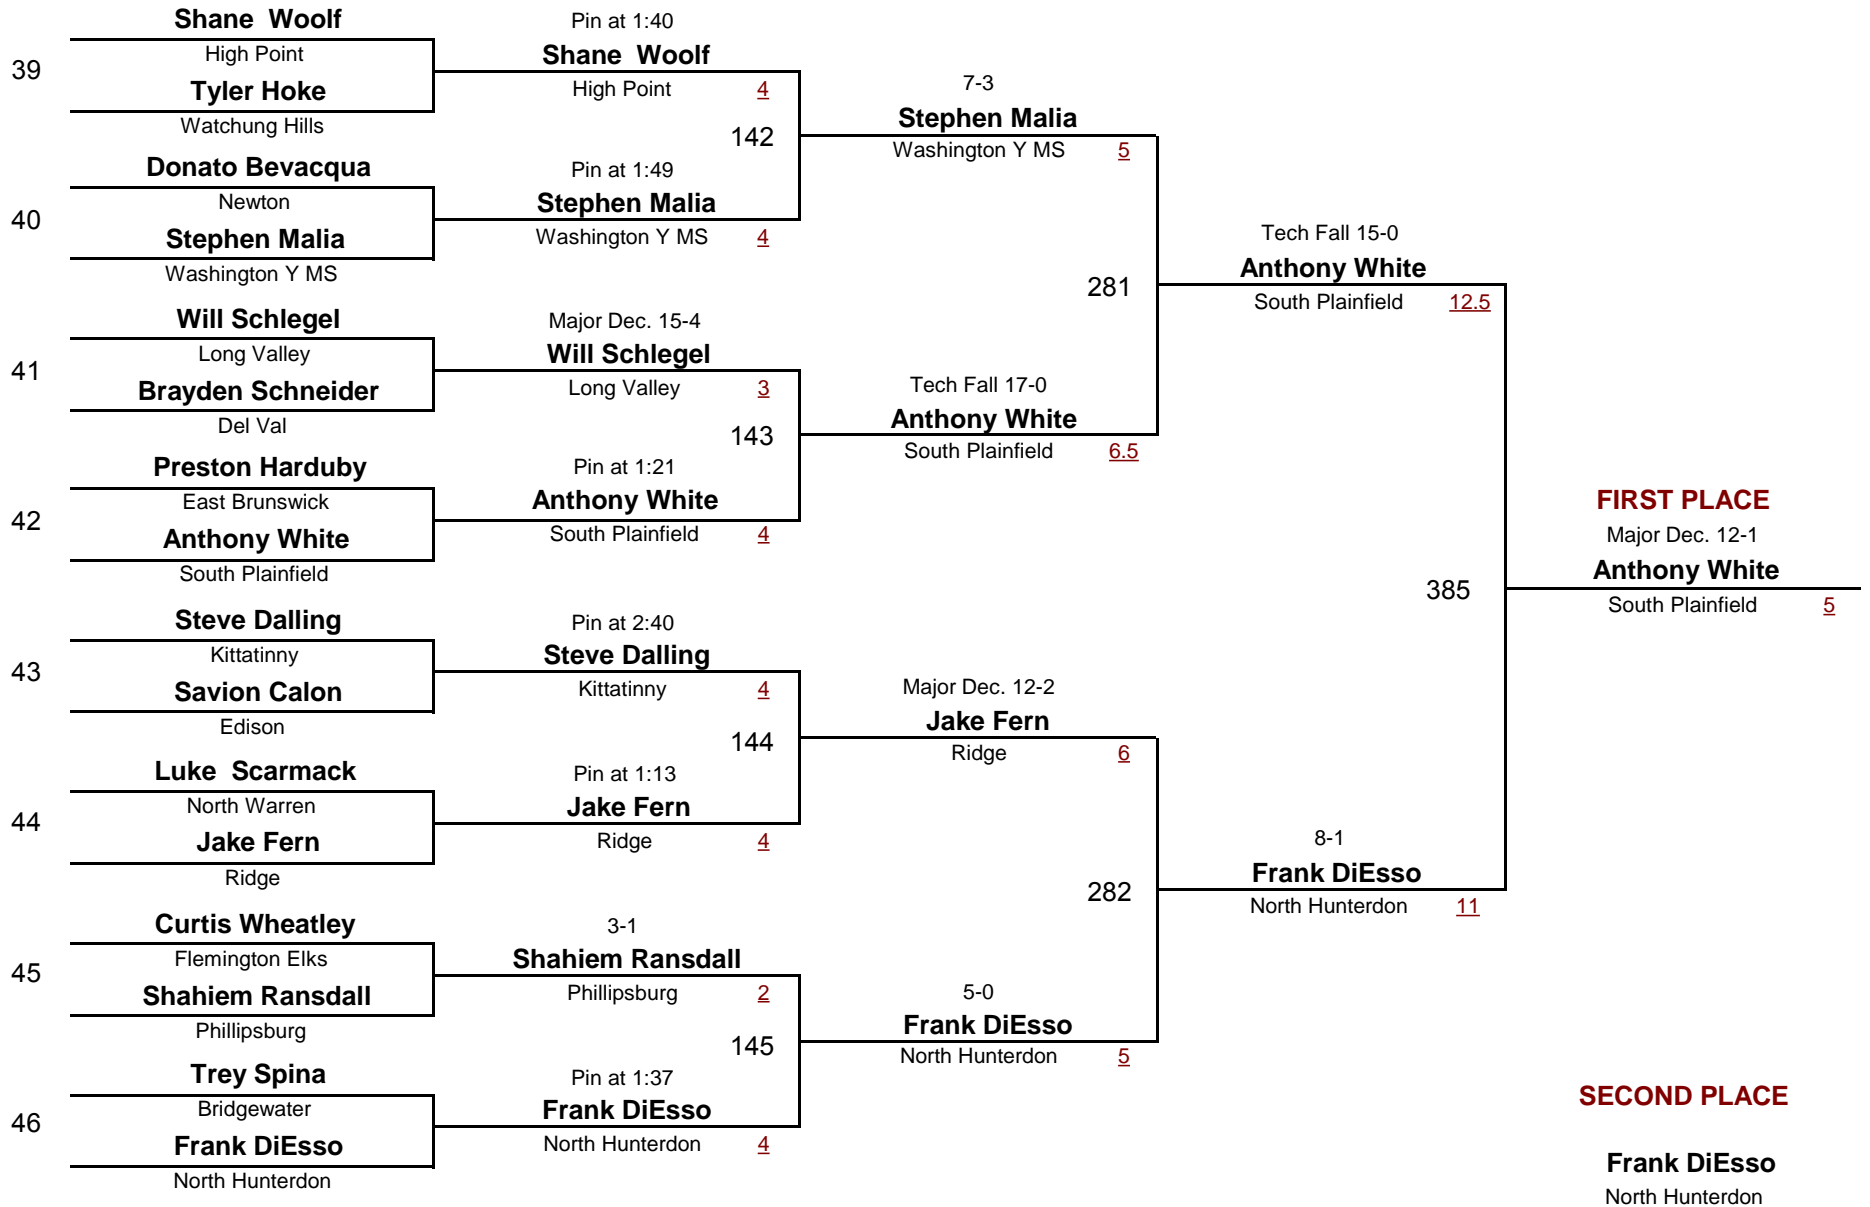 Shane  Woolf
39
High Point
Tyler Hoke
Watchung Hills
Donato Bevacqua
40
Newton
Stephen Malia
Washington Y MS
Will Schlegel
41
Long Valley
Brayden Schneider
Del Val
Preston Harduby
42
East Brunswick
Anthony White
South Plainfield
Steve Dalling
43
Kittatinny
Savion Calon
Edison
Luke  Scarmack
44
North Warren
Jake Fern
Ridge
Curtis Wheatley
45
Flemington Elks
Shahiem Ransdall
Phillipsburg
Trey Spina
46
Bridgewater
Frank DiEsso
North Hunterdon
Pin at 1:40
Shane  Woolf
High Point 4
142
Pin at 1:49
Stephen Malia
Washington Y MS 4
Major Dec. 15-4
Will Schlegel
Long Valley 3
143
Pin at 1:21
Anthony White
South Plainfield 4
Pin at 2:40
Steve Dalling
Kittatinny 4
144
Pin at 1:13
Jake Fern
Ridge 4
3-1
Shahiem Ransdall
Phillipsburg 2
145
Pin at 1:37
Frank DiEsso
North Hunterdon 4
7-3
Stephen Malia
Washington Y MS 5
281
Tech Fall 17-0
Anthony White
South Plainfield 6.5
Major Dec. 12-2
Jake Fern
Ridge 6
282
5-0
Frank DiEsso
North Hunterdon 5
Tech Fall 15-0
Anthony White
South Plainfield 12.5
385
8-1
Frank DiEsso
North Hunterdon 11
FIRST PLACE
Major Dec. 12-1
Anthony White
South Plainfield 5
SECOND PLACE
Frank DiEsso
North Hunterdon